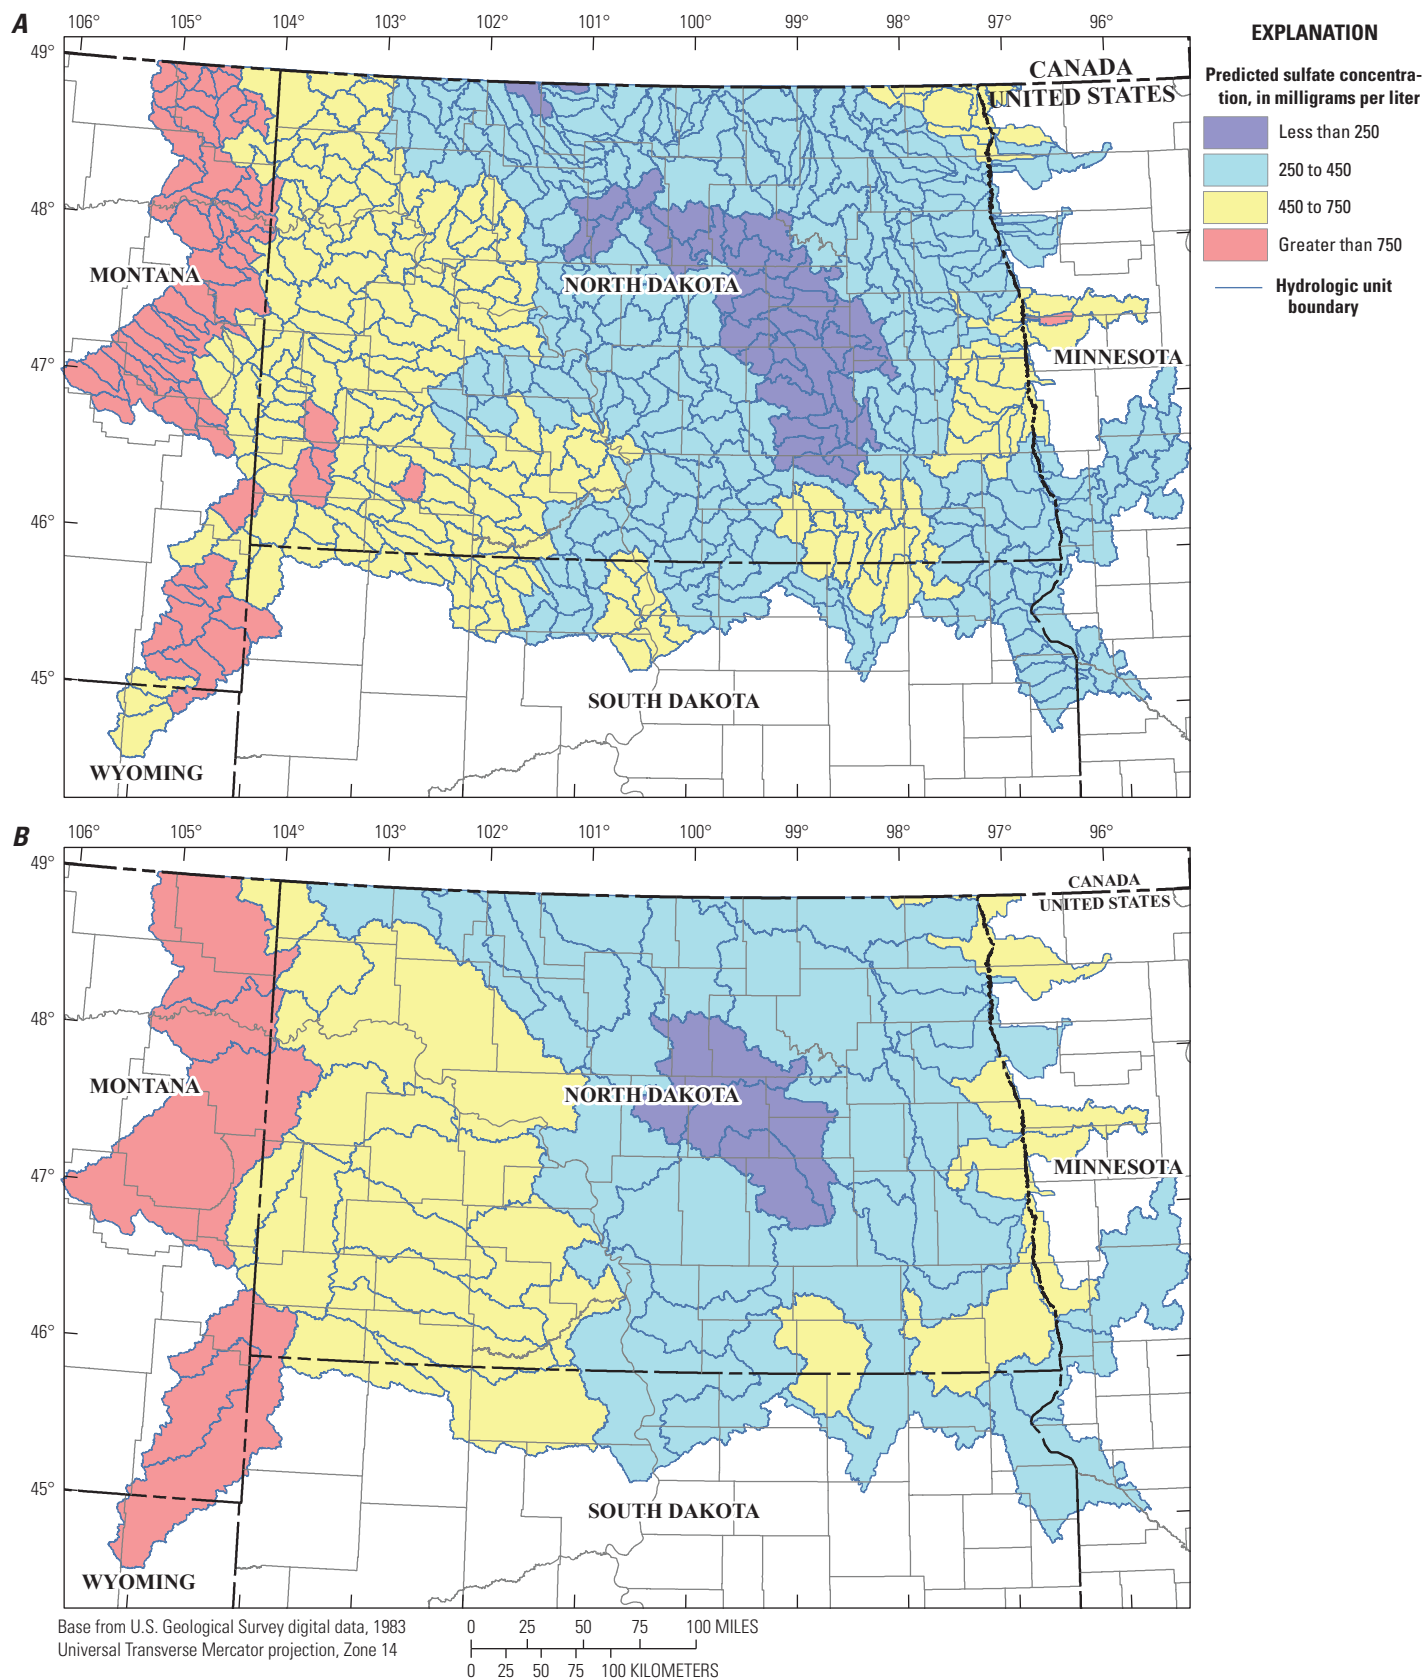 A
106° 105° 104° 103° 102° 101° 100° 99° 98° 97° 96°
49°
48°
47°
46°
45°
CANADA
UNITED STATES
MONTANA
NORTH DAKOTA
MINNESOTA
SOUTH DAKOTA
WYOMING
EXPLANATION
Predicted sulfate concentra-
tion, in milligrams per liter
Less than 250
250 to 450
450 to 750
Greater than 750
Hydrologic unit
boundary
B
106° 105° 104° 103° 102° 101° 100° 99° 98° 97° 96°
49°
48°
47°
46°
45°
CANADA
UNITED STATES
MONTANA
NORTH DAKOTA
MINNESOTA
SOUTH DAKOTA
WYOMING
Base from U.S. Geological Survey digital data, 1983
Universal Transverse Mercator projection, Zone 14
0 25 50 75 100 MILES
0 25 50 75 100 KILOMETERS